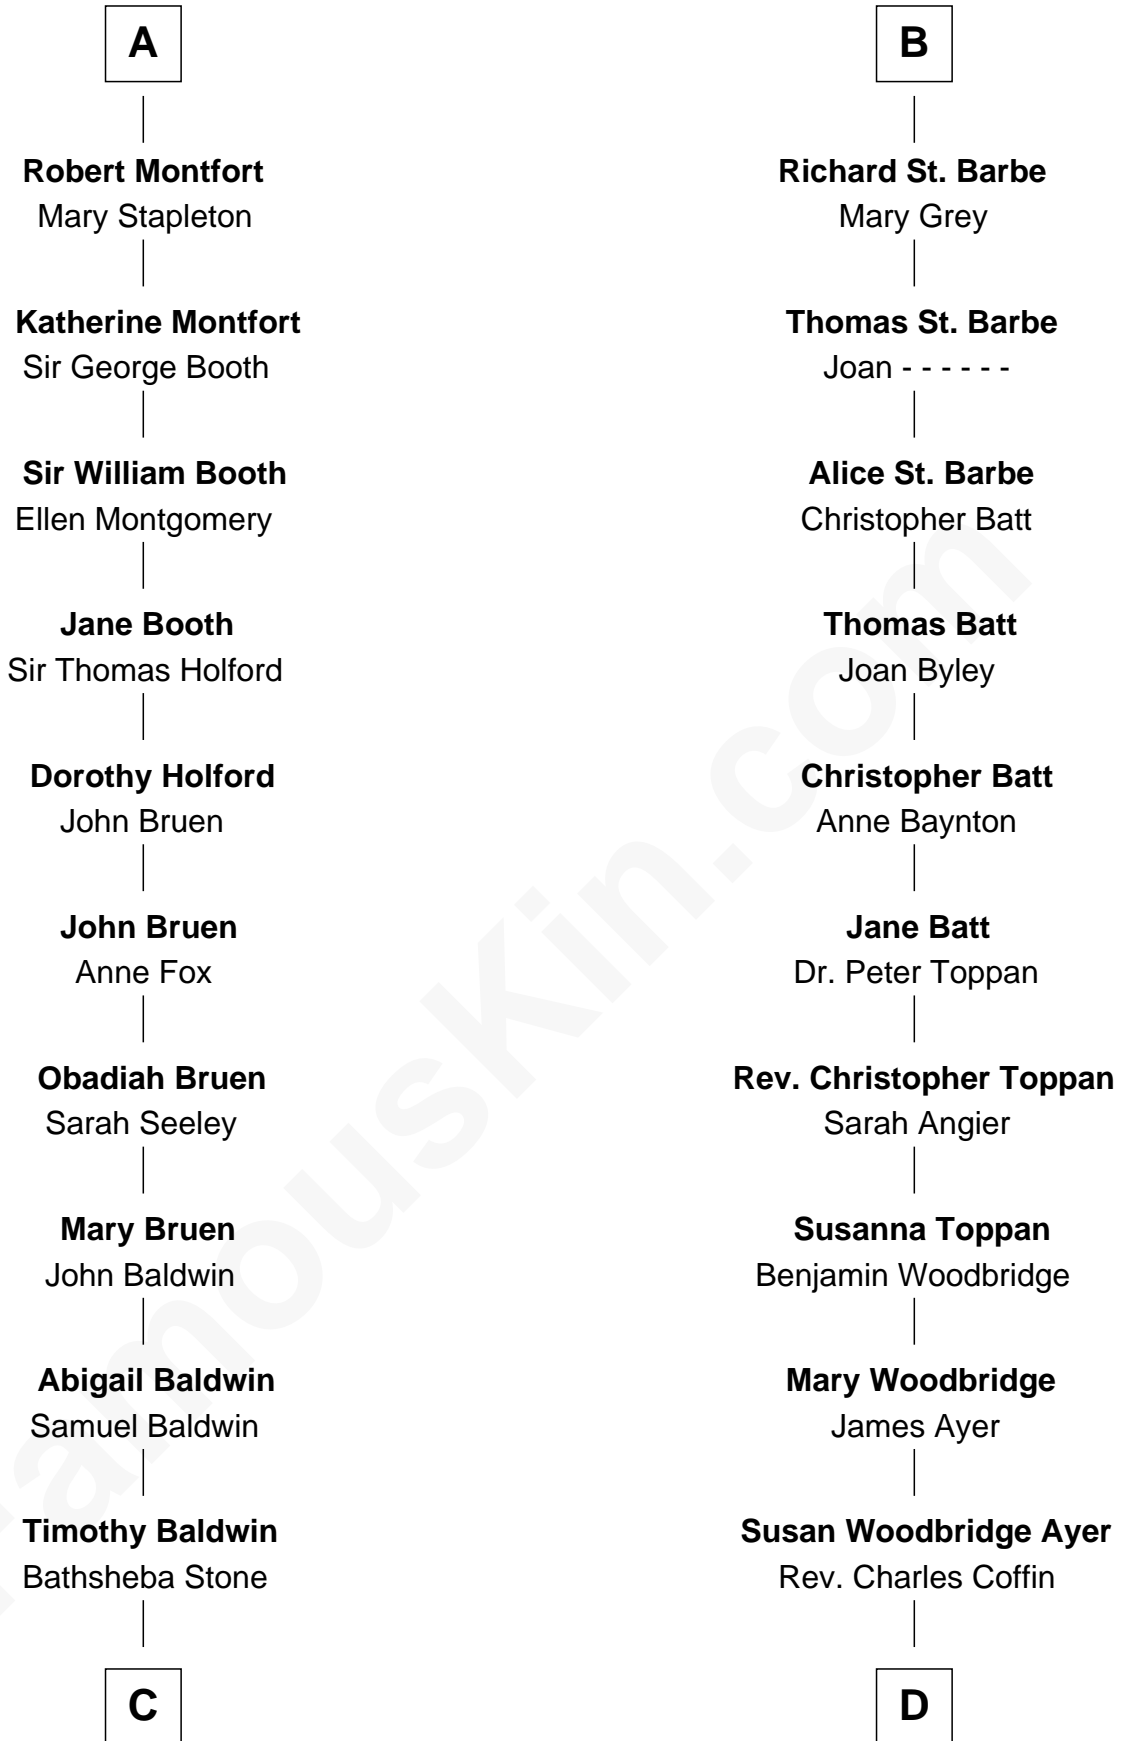 A
Robert Montfort
Mary Stapleton
Katherine Montfort
Sir George Booth
Sir William Booth
Ellen Montgomery
Jane Booth
Sir Thomas Holford
Dorothy Holford
John Bruen
John Bruen
Anne Fox
Obadiah Bruen
Sarah Seeley
Mary Bruen
John Baldwin
Abigail Baldwin
Samuel Baldwin
Timothy Baldwin
Bathsheba Stone
C
B
Richard St. Barbe
Mary Grey
Thomas St. Barbe
Joan - - - - - -
Alice St. Barbe
Christopher Batt
Thomas Batt
Joan Byley
Christopher Batt
Anne Baynton
Jane Batt
Dr. Peter Toppan
Rev. Christopher Toppan
Sarah Angier
Susanna Toppan
Benjamin Woodbridge
Mary Woodbridge
James Ayer
Susan Woodbridge Ayer
Rev. Charles Coffin
D
FamousKin.com